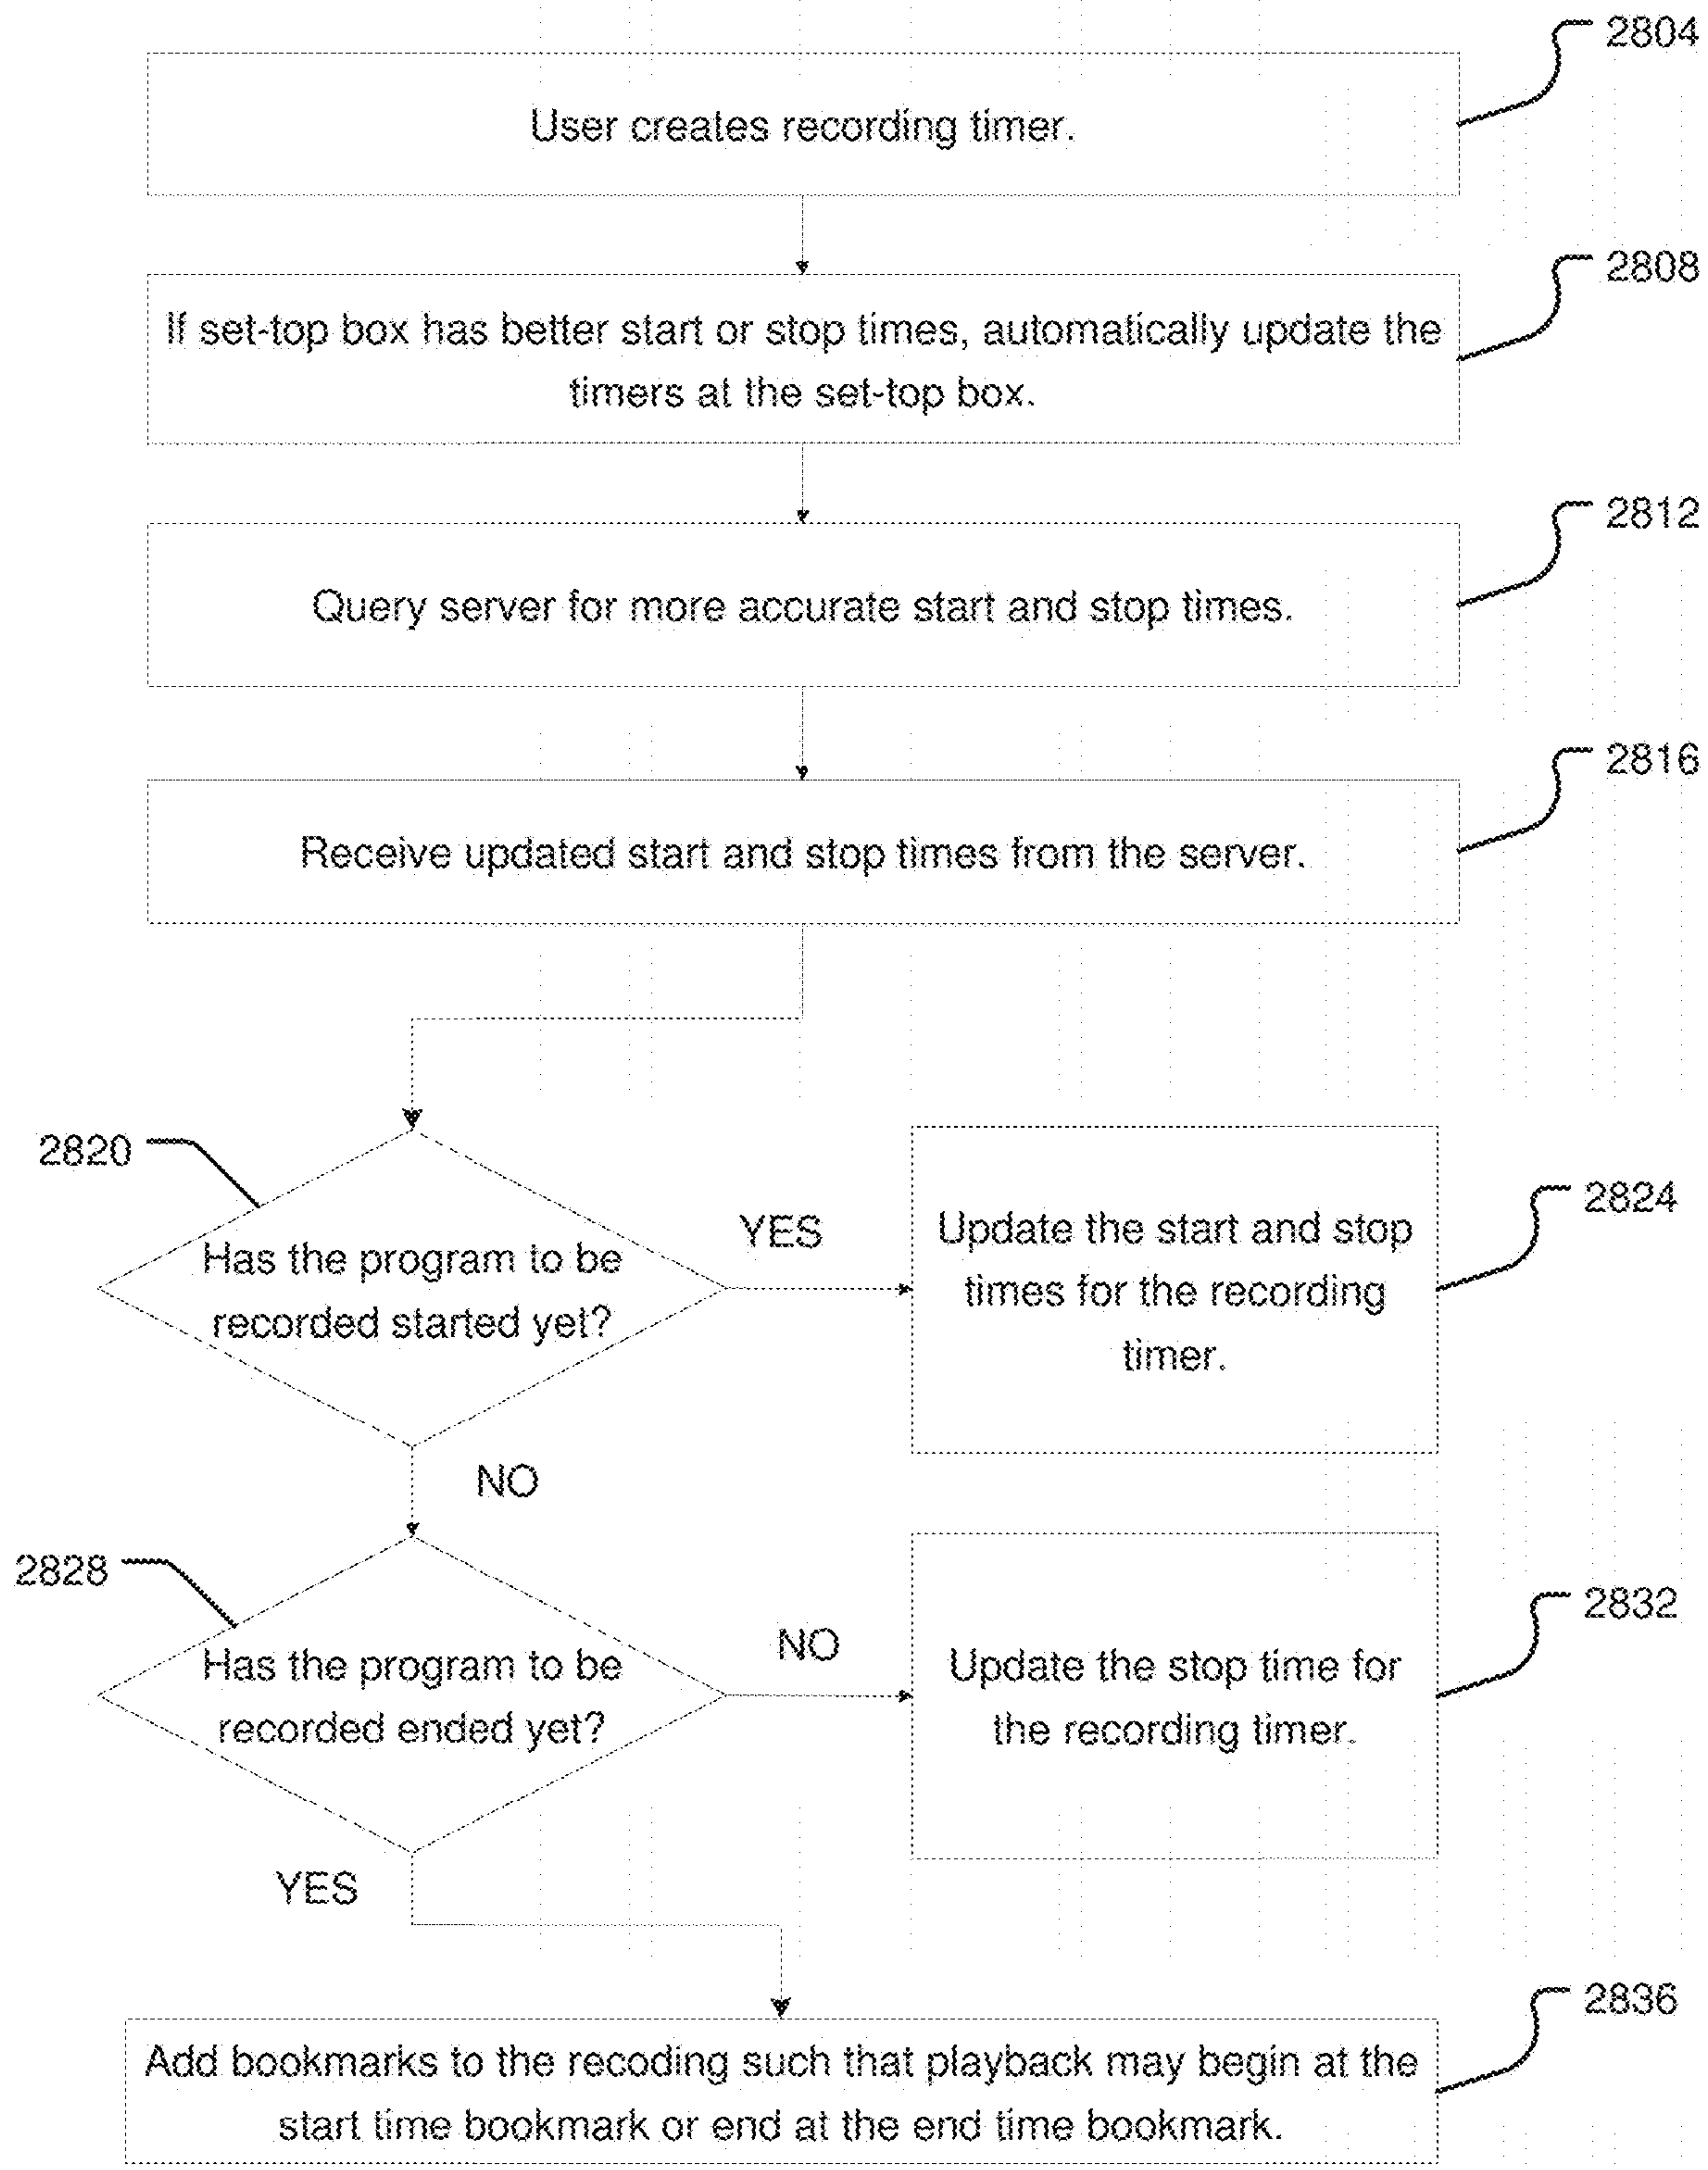 2804
User creates recording timer.
2808
If set-top box has better start or stop times, automatically update the
timers at the set-top box.
2812
Query server for more accurate start and stop times.
2816
Receive updated start and stop times from the server.
2820
Has the program to be
recorded started yet?
YES
Update the start and stop
times for the recording
timer.
2824
NO
2828
Has the program to be
recorded ended yet?
NO
Update the stop time for
the recording timer.
2832
YES
2836
Add bookmarks to the recoding such that playback may begin at the
start time bookmark or end at the end time bookmark.